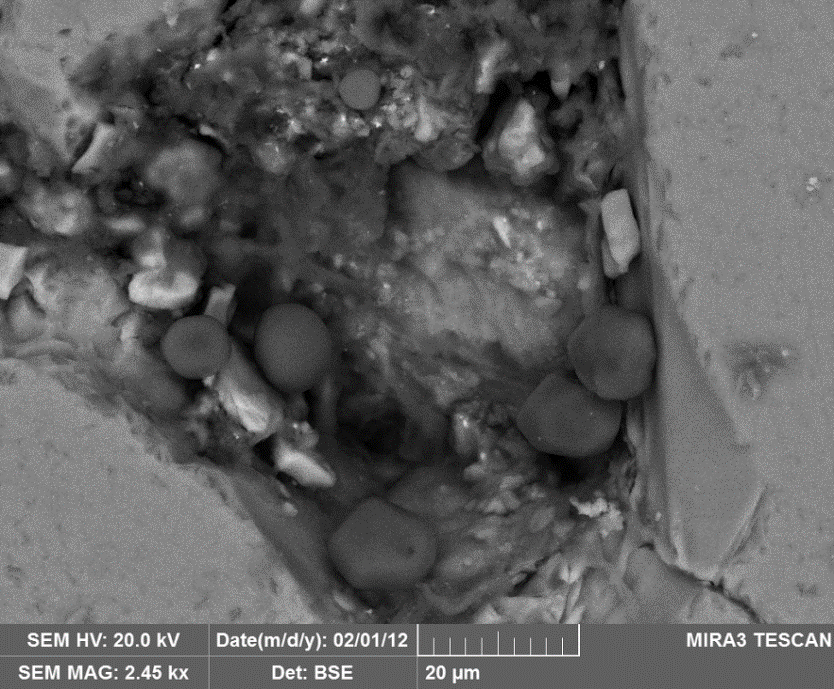 SEM HV: 20.0 kV Date(m/d/y): 02/01/12 MIRA3 TESCAN
SEM MAG: 2.45 kx Det: BSE 20 µm